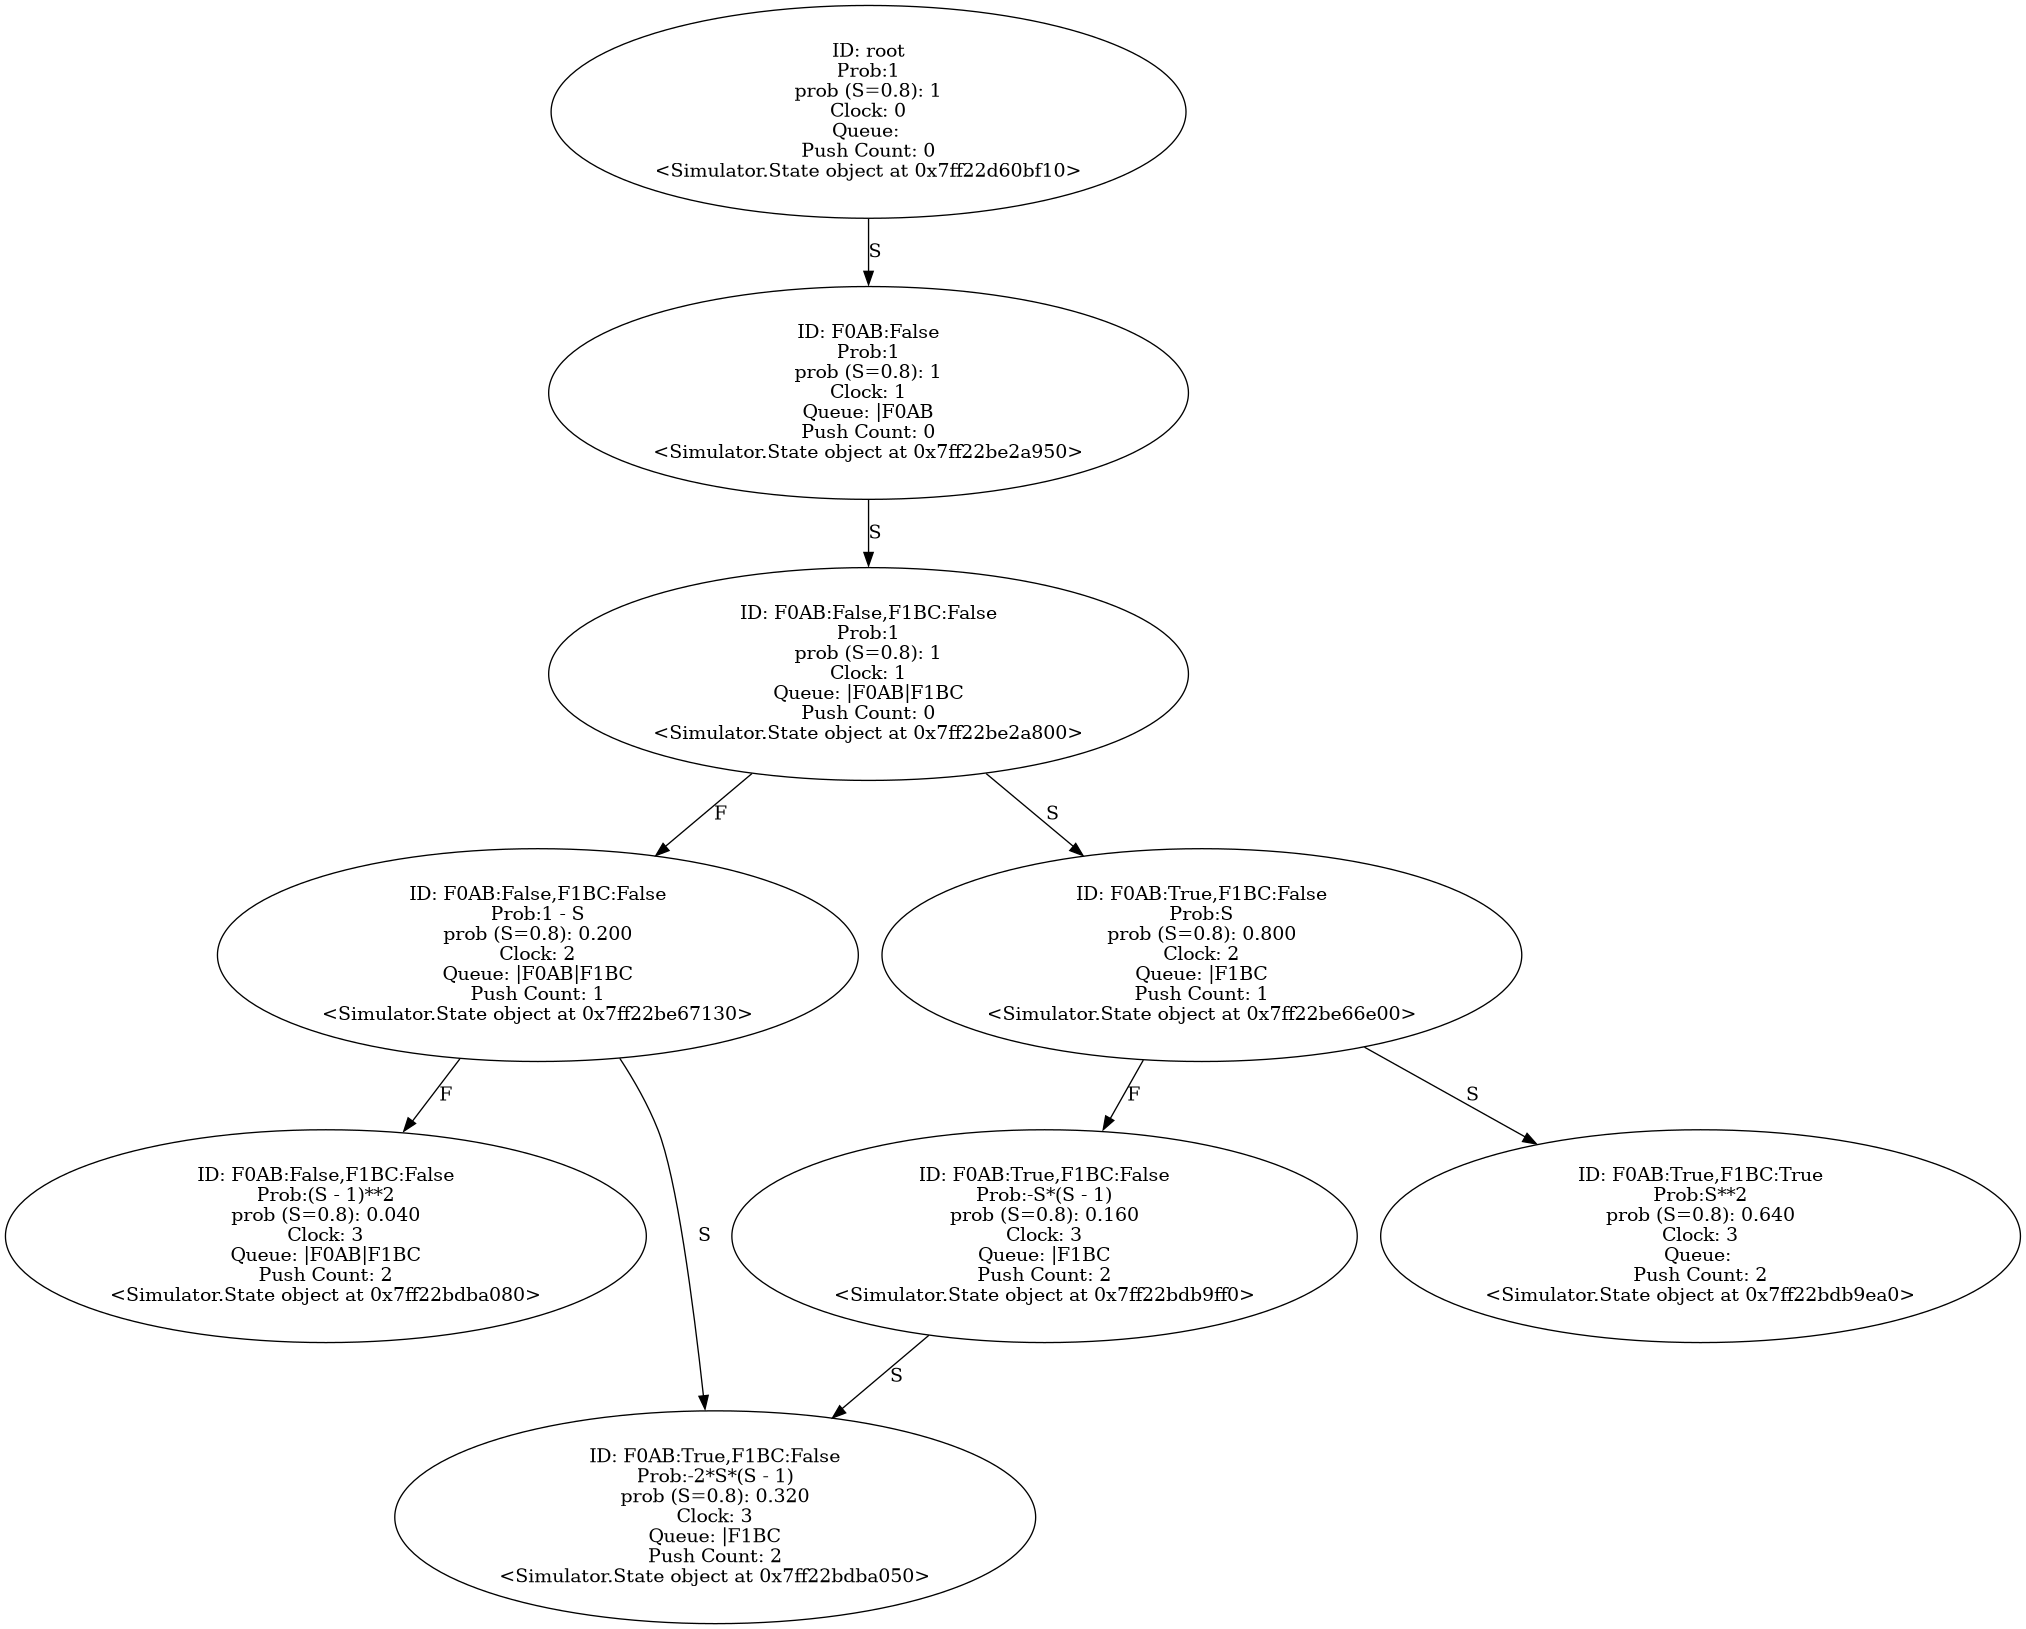 ID: root
Prob:1
prob (S=0.8): 1
Clock: 0
Queue:
Push Count: 0
<Simulator.State object at 0x7ff22d60bf10>
S
ID: F0AB:False
Prob:1
prob (S=0.8): 1
Clock: 1
Queue: |F0AB
Push Count: 0
<Simulator.State object at 0x7ff22be2a950>
S
ID: F0AB:False,F1BC:False
Prob:1
prob (S=0.8): 1
Clock: 1
Queue: |F0AB|F1BC
Push Count: 0
<Simulator.State object at 0x7ff22be2a800>
F
S
ID: F0AB:False,F1BC:False
Prob:1 - S
prob (S=0.8): 0.200
Clock: 2
Queue: |F0AB|F1BC
Push Count: 1
<Simulator.State object at 0x7ff22be67130>
ID: F0AB:True,F1BC:False
Prob:S
prob (S=0.8): 0.800
Clock: 2
Queue: |F1BC
Push Count: 1
<Simulator.State object at 0x7ff22be66e00>
F
F
S
ID: F0AB:False,F1BC:False
Prob:(S - 1)**2
prob (S=0.8): 0.040
Clock: 3
Queue: |F0AB|F1BC
Push Count: 2
<Simulator.State object at 0x7ff22bdba080>
S
ID: F0AB:True,F1BC:False
Prob:-S*(S - 1)
prob (S=0.8): 0.160
Clock: 3
Queue: |F1BC
Push Count: 2
<Simulator.State object at 0x7ff22bdb9ff0>
ID: F0AB:True,F1BC:True
Prob:S**2
prob (S=0.8): 0.640
Clock: 3
Queue:
Push Count: 2
<Simulator.State object at 0x7ff22bdb9ea0>
S
ID: F0AB:True,F1BC:False
Prob:-2*S*(S - 1)
prob (S=0.8): 0.320
Clock: 3
Queue: |F1BC
Push Count: 2
<Simulator.State object at 0x7ff22bdba050>